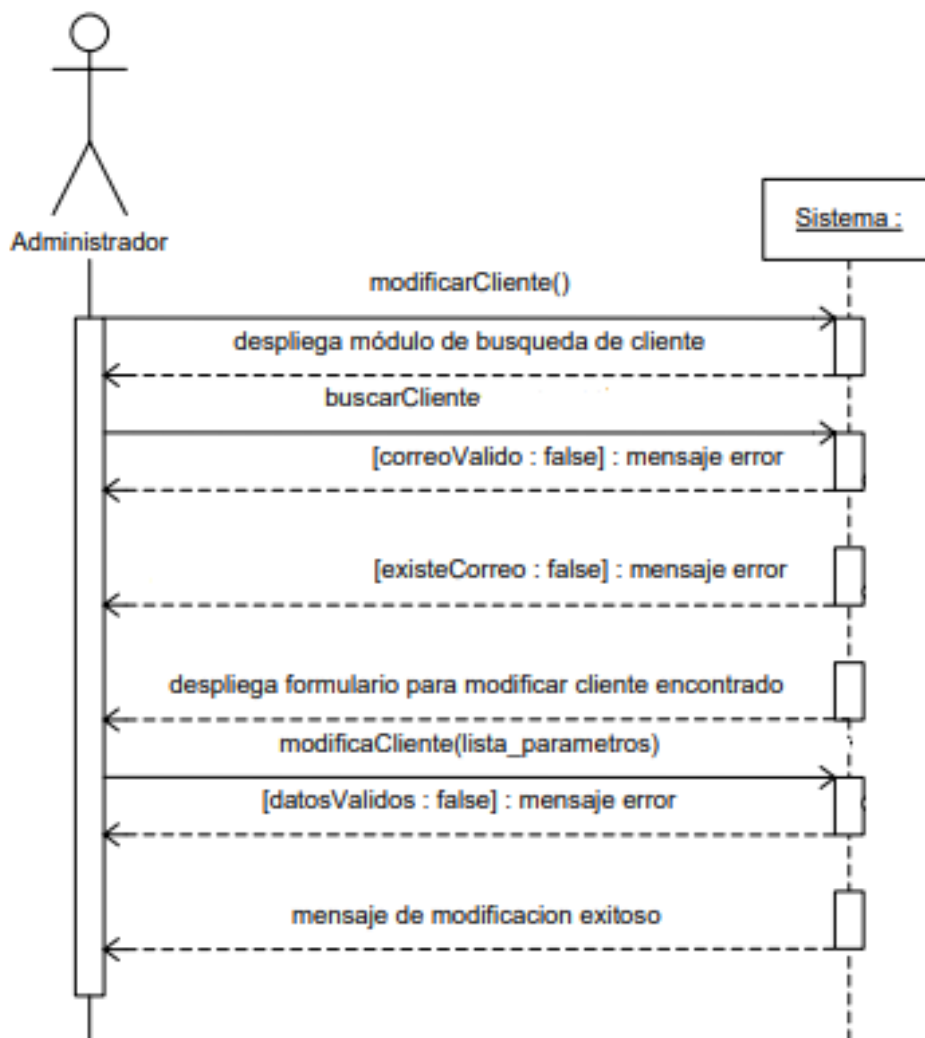 Administrador
Sistema :
modificarCliente()
despliega módulo de busqueda de cliente
buscarCliente
[correoValido : false] : mensaje error
[existeCorreo : false] : mensaje error
despliega formulario para modificar cliente encontrado
modificaCliente(lista_parametros)
[datosValidos : false] : mensaje error
mensaje de modificacion exitoso